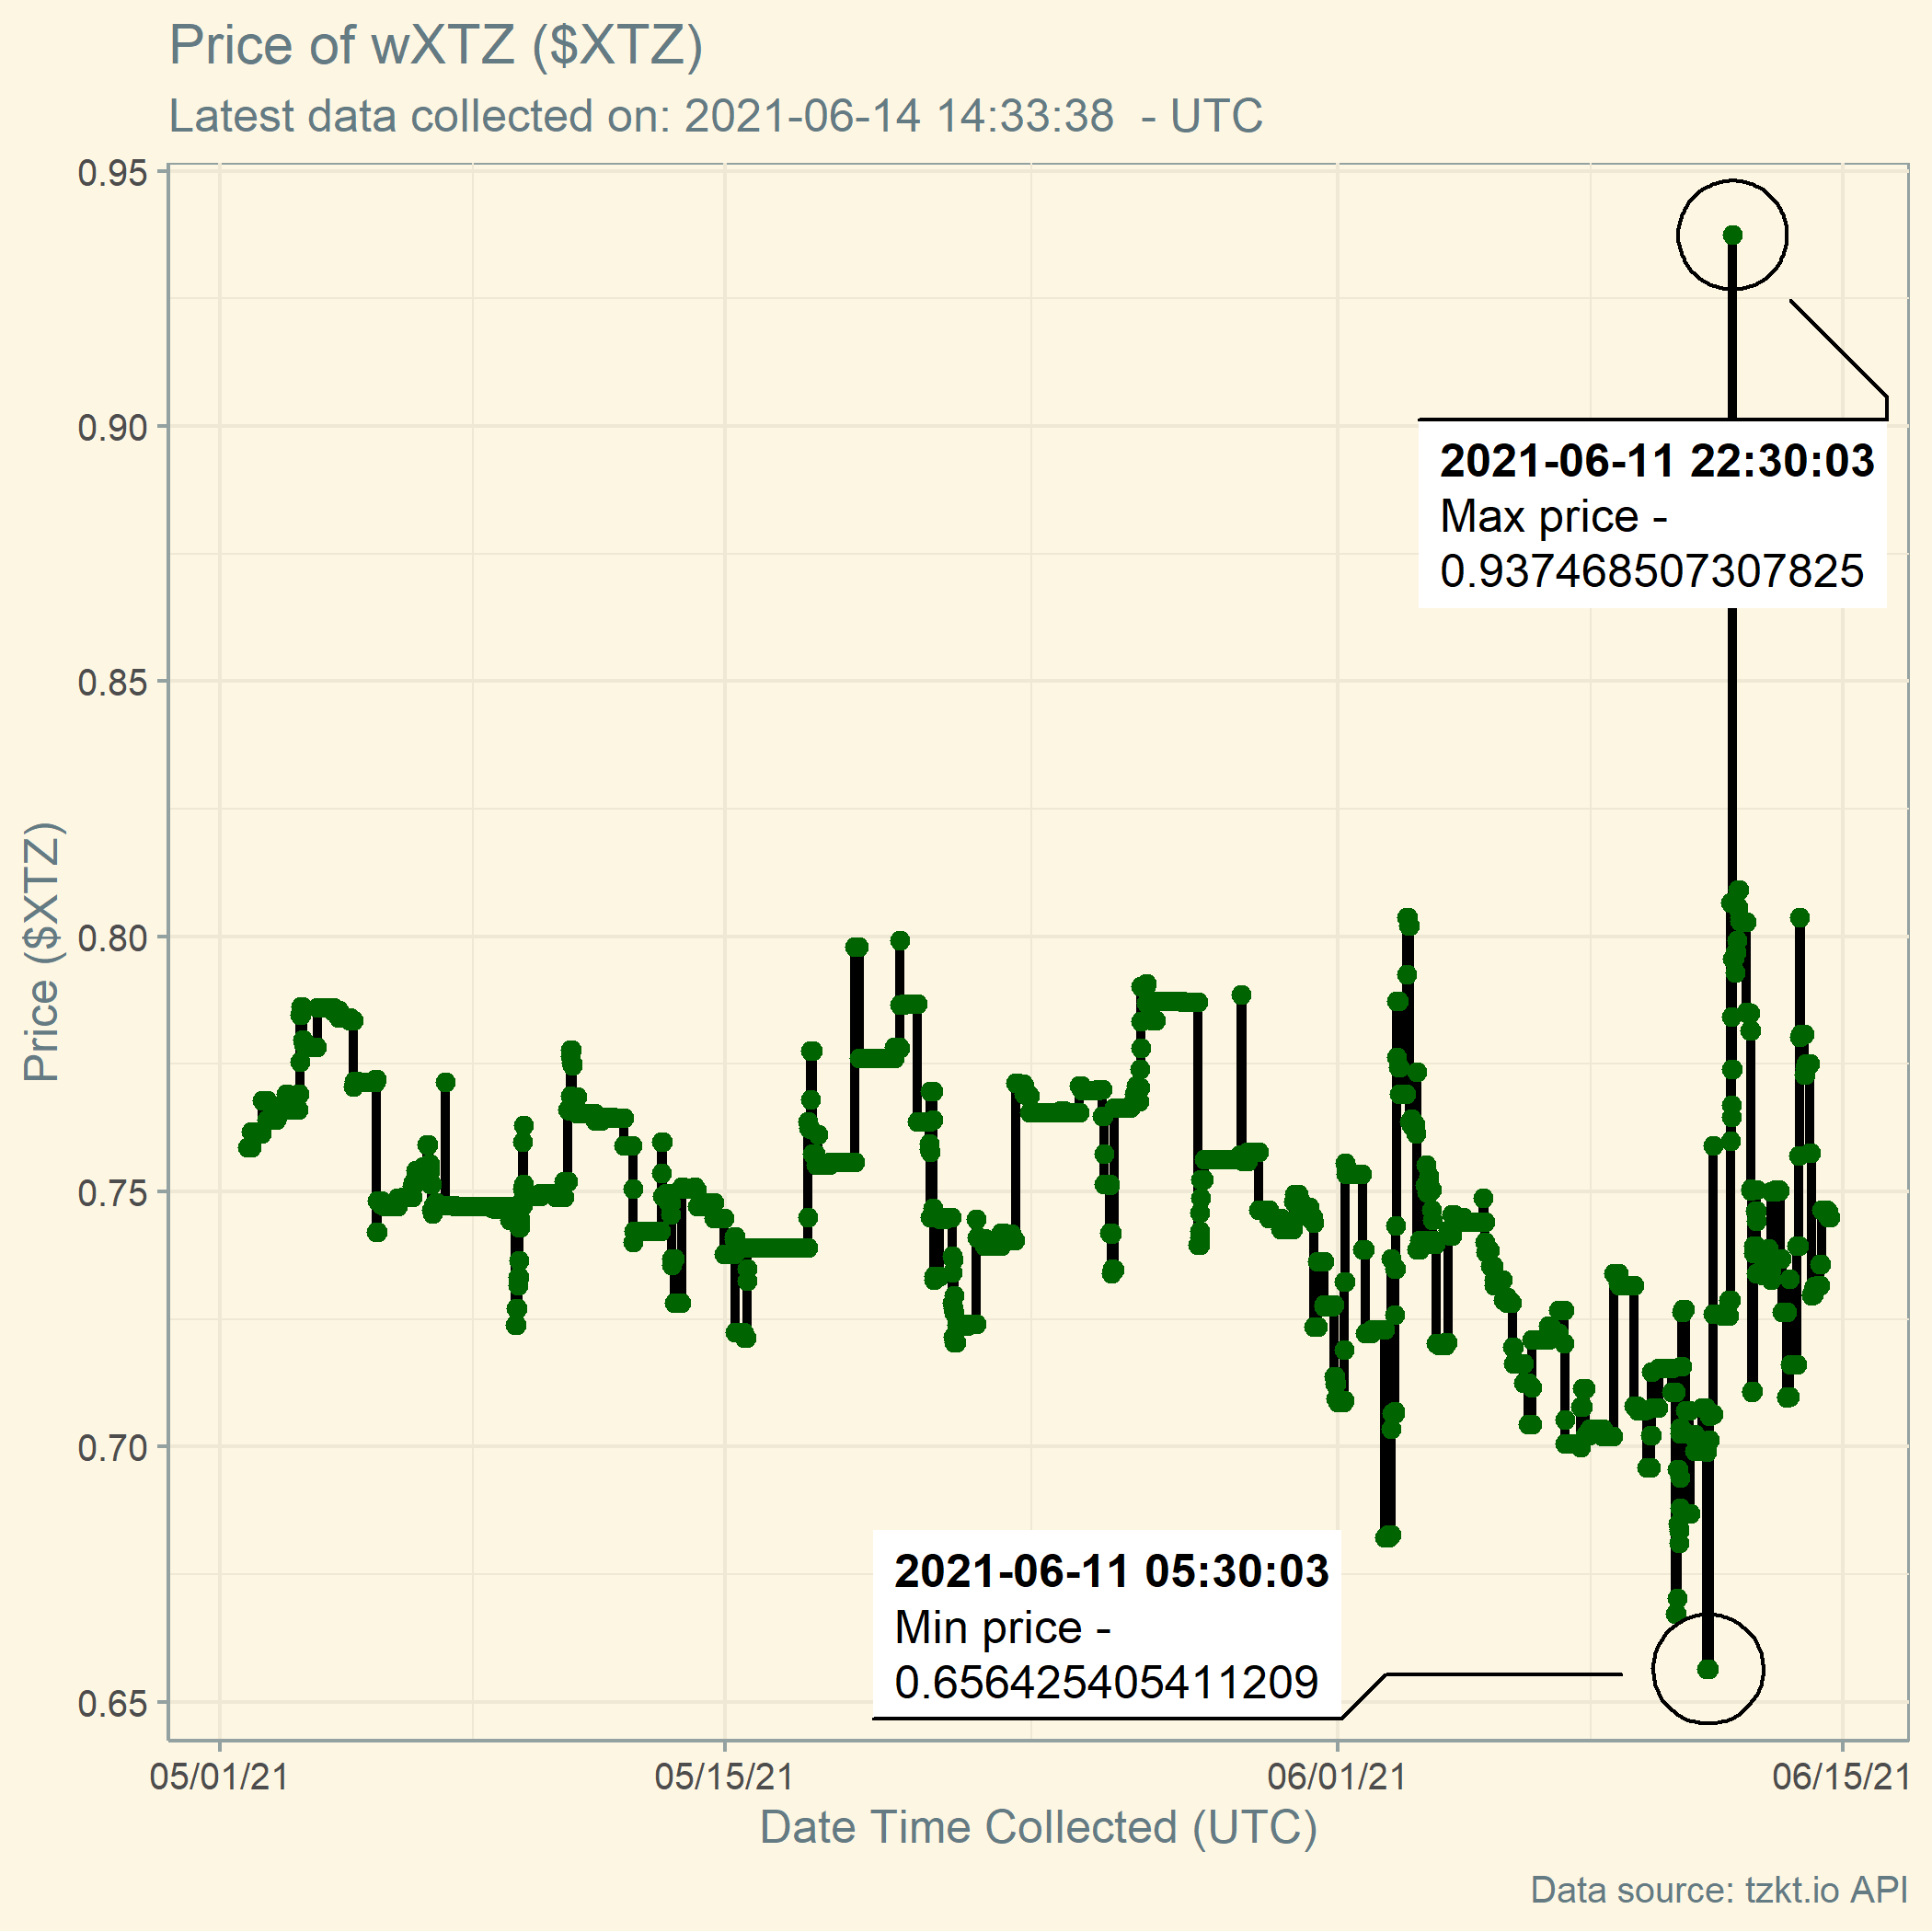 Price of wXTZ ($XTZ)
Latest data collected on: 2021-06-14 14:33:38  - UTC
0.95
0.90
0.85
0.80
0.75
0.70
0.65
Price ($XTZ)
2021-06-11 22:30:03
Max price -
0.937468507307825
2021-06-11 05:30:03
Min price -
0.656425405411209
05/01/21
05/15/21
06/01/21
06/15/21
Date Time Collected (UTC)
Data source: tzkt.io API